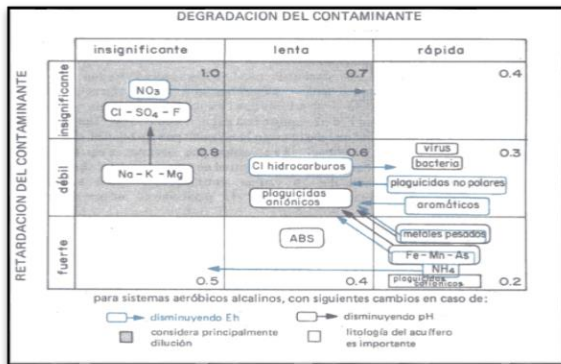 DEGRADACION DEL CONTAMINANTE
insignificante lenta rápida
RETARDACION DEL CONTAMINANTE
insignificante
débil
fuerte
1.0
NO₃
Cl - SO₄ - F
0.7
0.4
0.8
Na - K - Mg
0.6
Cl hidrocarburos
plaguicidas
aniónicos
virus
bacteria
0.3
plaguicidas no polares
aromáticos
metales pesados
ABS
Fe - Mn - As
NH₄
plaguicidas
0.5
0.4
0.2
para sistemas aeróbicos alcalinos, con siguientes cambios en caso de:
disminuyendo Eh
disminuyendo pH
considera principalmente
dilución
litología del acuífero
es importante